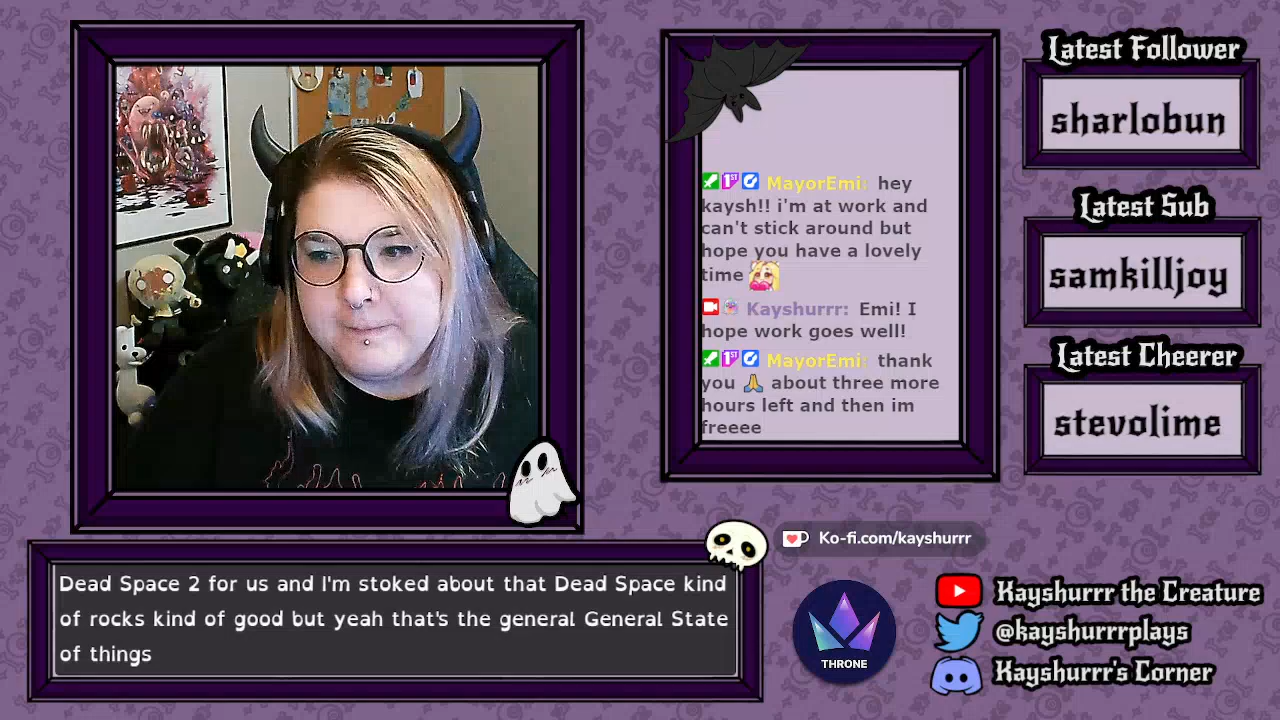 Latest Follower
sharlobun
Latest Sub
samkilljoy
Latest Cheerer
stevolime
1ST MayorEmi: hey
kaysh!! i'm at work and
can't stick around but
hope you have a lovely
time
Kayshurrr: Emi! I
hope work goes well!
1ST MayorEmi: thank
you 🙏 about three more
hours left and then im
freeee
Dead Space 2 for us and I'm stoked about that Dead Space kind
of rocks kind of good but yeah that's the general General State
of things
Ko-fi.com/kayshurrr
THRONE
Kayshurrr the Creature
@kayshurrrplays
Kayshurrr's Corner